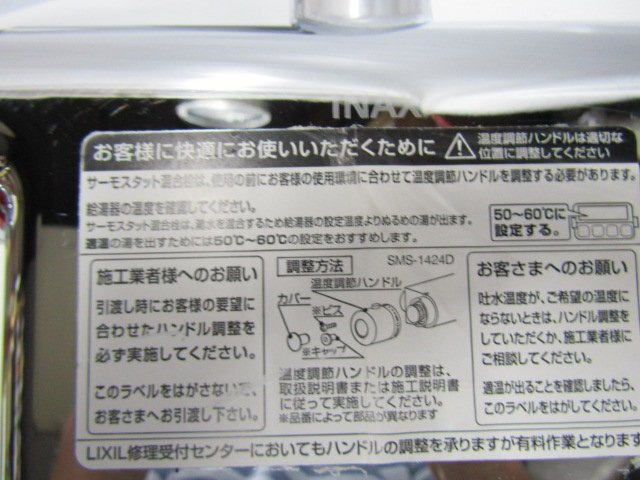 INAX
お客様に快適にお使いいただくために
温度調節ハンドルは適切な
位置に調整してください
サーモスタット混合栓は、使用の前にお客様の使用環境に合わせて温度調節ハンドルを調整する必要があります。
給湯器の温度を確認してください。
サーモスタット混合栓は、湯水を混合するため給湯器の設定温度よりぬるめの湯が出ます。
適温の湯を出すためには50℃〜60℃の設定をおすすめします。
50〜60℃に
設定する。
施工業者様へのお願い
引渡し時にお客様の要望に
合わせたハンドル調整を
必ず実施してください。
このラベルをはがさないで、
お客さまへお引渡し下さい。
調整方法
SMS-1424D
温度調節ハンドル
カバー
※ビス
※キャップ
温度調節ハンドルの調整は、
取扱説明書または施工説明書
に従って実施してください。
※品番によって部品が異なります
お客さまへのお願い
吐水温度が、ご希望の温度に
ならないときは、ハンドル調整を
していただくか、施工業者様に
ご相談してください。
適温が出ることを確認しましたら、
このラベルをはがしてください。
LIXIL修理受付センターにおいてもハンドルの調整を承りますが有料作業となります